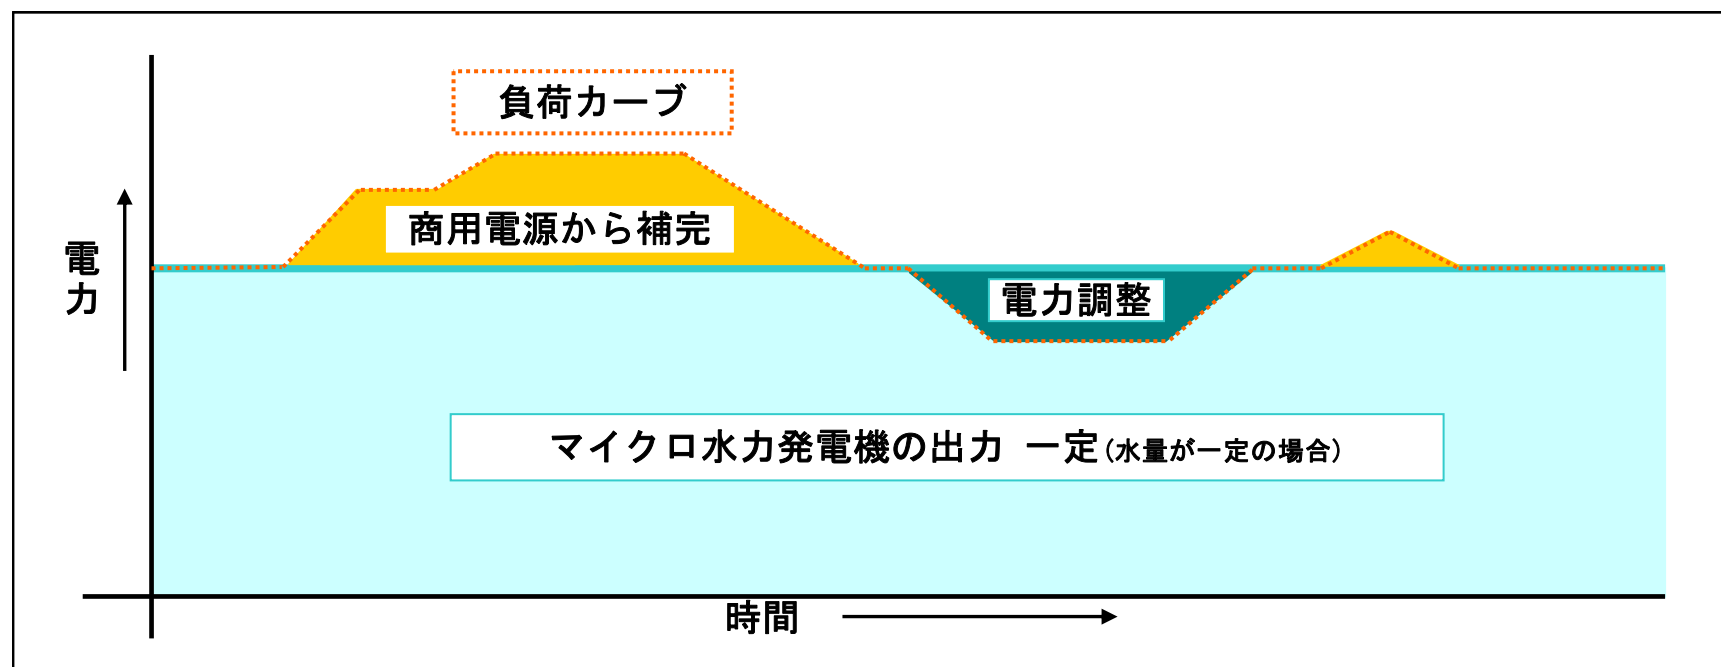 負荷カーブ
商用電源から補完
電力
電力調整
マイクロ水力発電機の出力 一定(水量が一定の場合)
時間